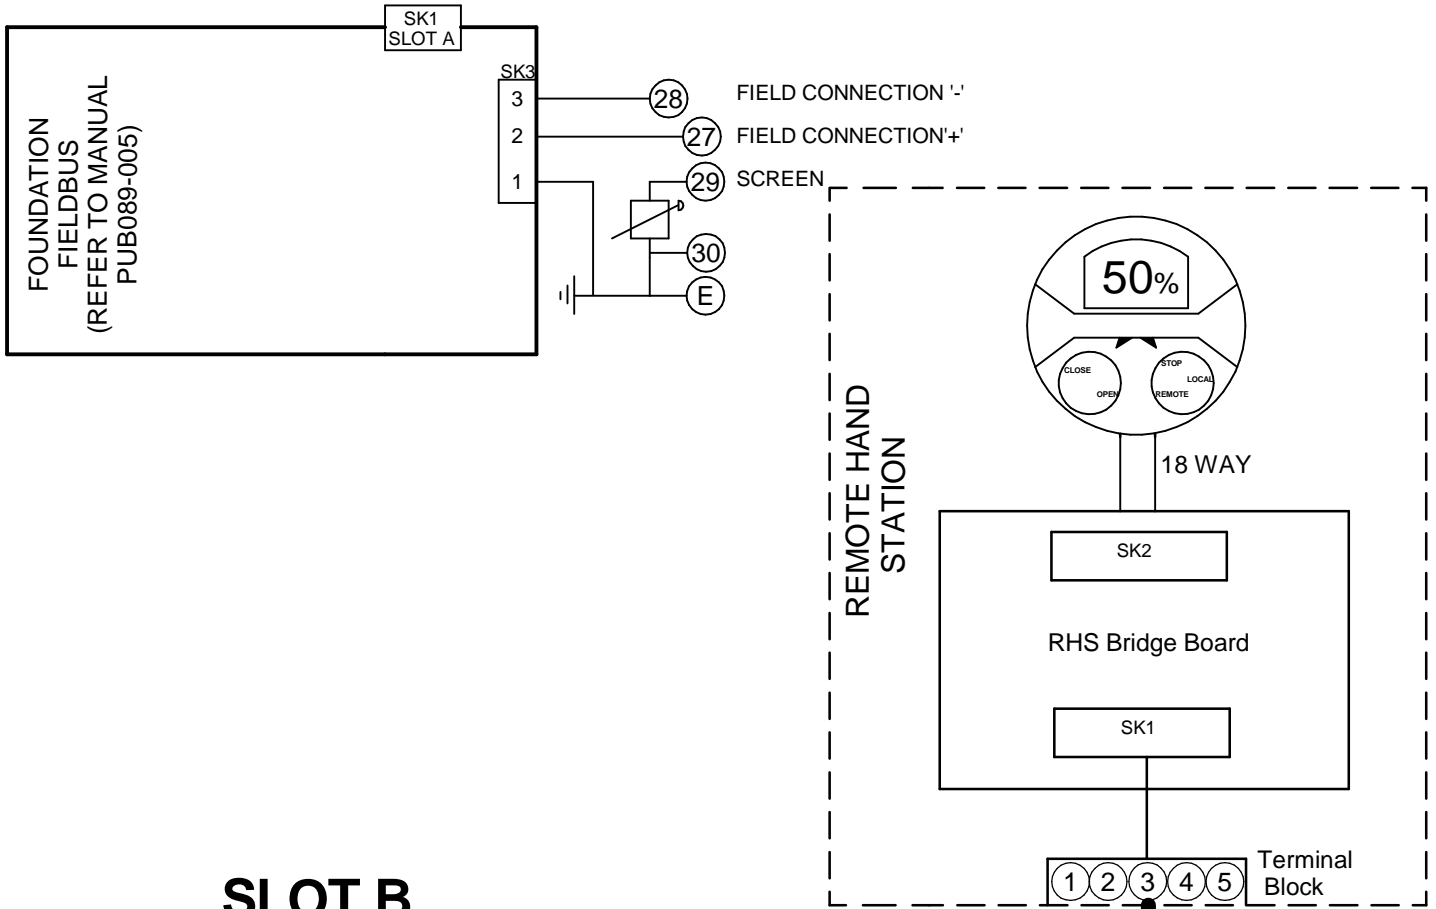 SK1
SLOT A
FOUNDATION
FIELDBUS
(REFER TO MANUAL
PUB089-005)
SK3
3
28
FIELD CONNECTION '-'
2
27
FIELD CONNECTION'+'
1
29
SCREEN
30
E
REMOTE HAND
STATION
50%
CLOSE
OPEN
STOP
LOCAL
REMOTE
18 WAY
SK2
RHS Bridge Board
SK1
1 2 3 4 5
Terminal
Block
SLOT B